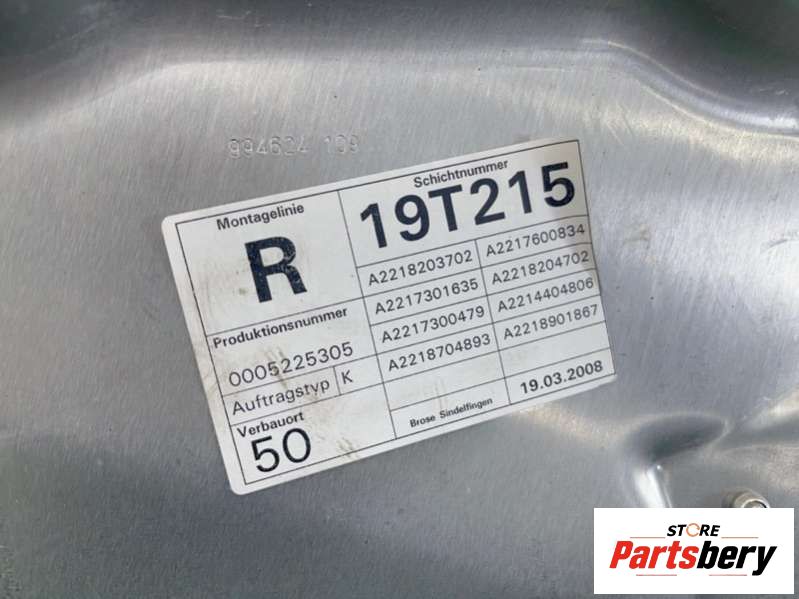 994624 109
Montagelinie
R
Schichtnummer
19T215
A2218203702 A2217600834
A2217301635 A2218204702
A2217300479 A2214404806
A2218704893 A2218901867
Produktionsnummer
0005225305
Auftragstyp K
Verbauort
50
Brose Sindelfingen
19.03.2008
STORE
Partsbery